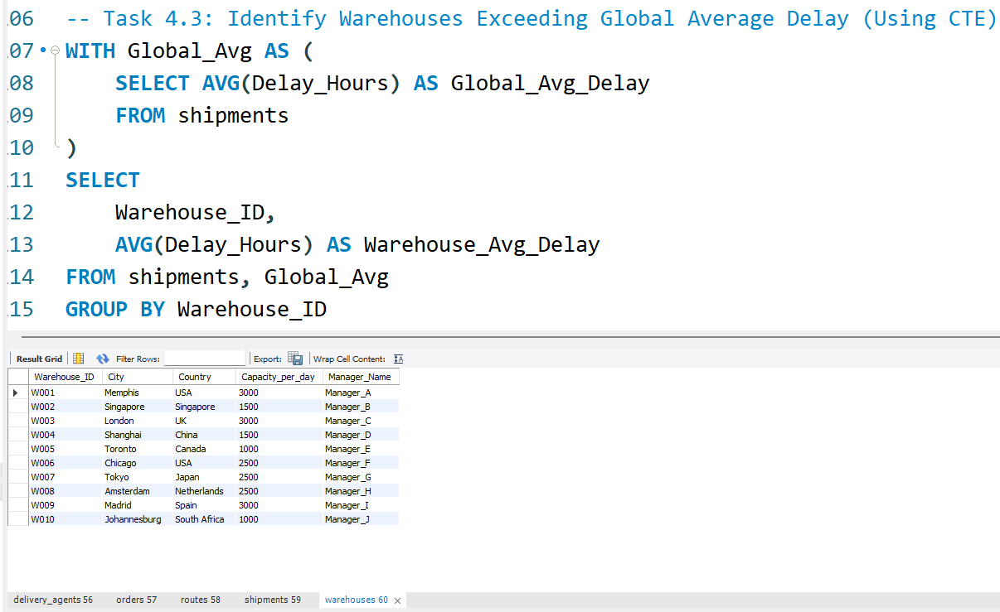 .06 -- Task 4.3: Identify Warehouses Exceeding Global Average Delay (Using CTE)
.07 WITH Global_Avg AS (
.08 SELECT AVG(Delay_Hours) AS Global_Avg_Delay
.09 FROM shipments
.10 )
.11 SELECT
.12 Warehouse_ID,
.13 AVG(Delay_Hours) AS Warehouse_Avg_Delay
.14 FROM shipments, Global_Avg
.15 GROUP BY Warehouse_ID
Result Grid Filter Rows: Export: Wrap Cell Content: IA
Warehouse_ID City Country Capacity_per_day Manager_Name
W001 Memphis USA 3000 Manager_A
W002 Singapore Singapore 1500 Manager_B
W003 London UK 3000 Manager_C
W004 Shanghai China 1500 Manager_D
W005 Toronto Canada 1000 Manager_E
W006 Chicago USA 2500 Manager_F
W007 Tokyo Japan 2500 Manager_G
W008 Amsterdam Netherlands 2500 Manager_H
W009 Madrid Spain 3000 Manager_I
W010 Johannesburg South Africa 1000 Manager_J
delivery_agents 56 orders 57 routes 58 shipments 59 warehouses 60